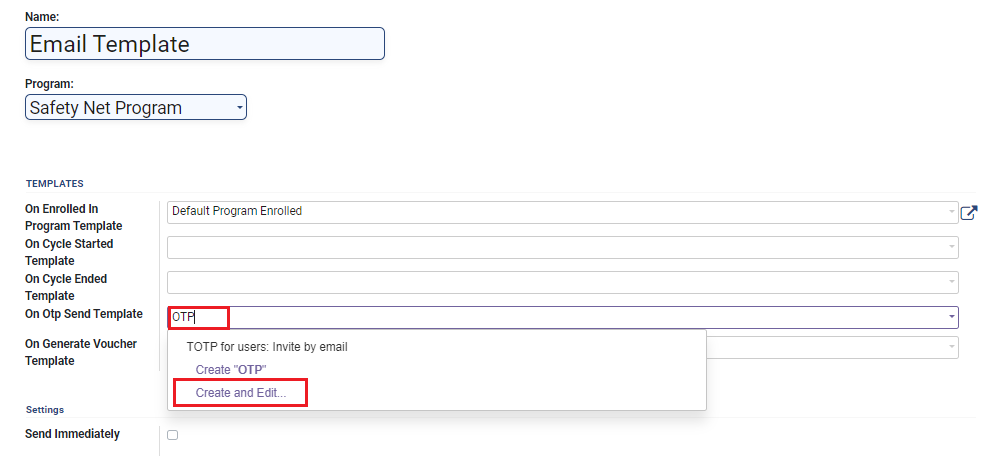 Name:
Email Template
Program:
Safety Net Program
TEMPLATES
On Enrolled In
Program Template
Default Program Enrolled
On Cycle Started
Template
On Cycle Ended
Template
On Otp Send Template
OTP
TOTP for users: Invite by email
Create "OTP"
Create and Edit...
On Generate Voucher
Template
Settings
Send Immediately